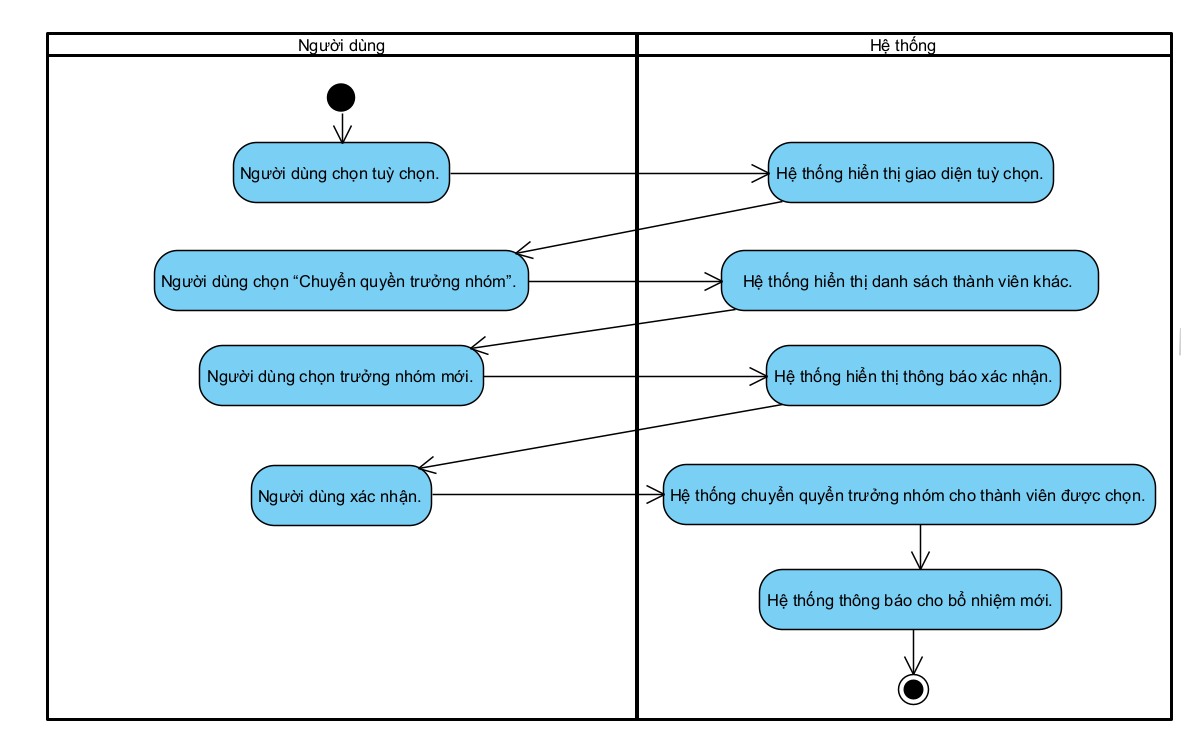 Người dùng
Hệ thống
Người dùng chọn tuỳ chọn.
Hệ thống hiển thị giao diện tuỳ chọn.
Người dùng chọn “Chuyển quyền trưởng nhóm”.
Hệ thống hiển thị danh sách thành viên khác.
Người dùng chọn trưởng nhóm mới.
Hệ thống hiển thị thông báo xác nhận.
Người dùng xác nhận.
Hệ thống chuyển quyển trưởng nhóm cho thành viên được chọn.
Hệ thống thông báo cho bổ nhiệm mới.